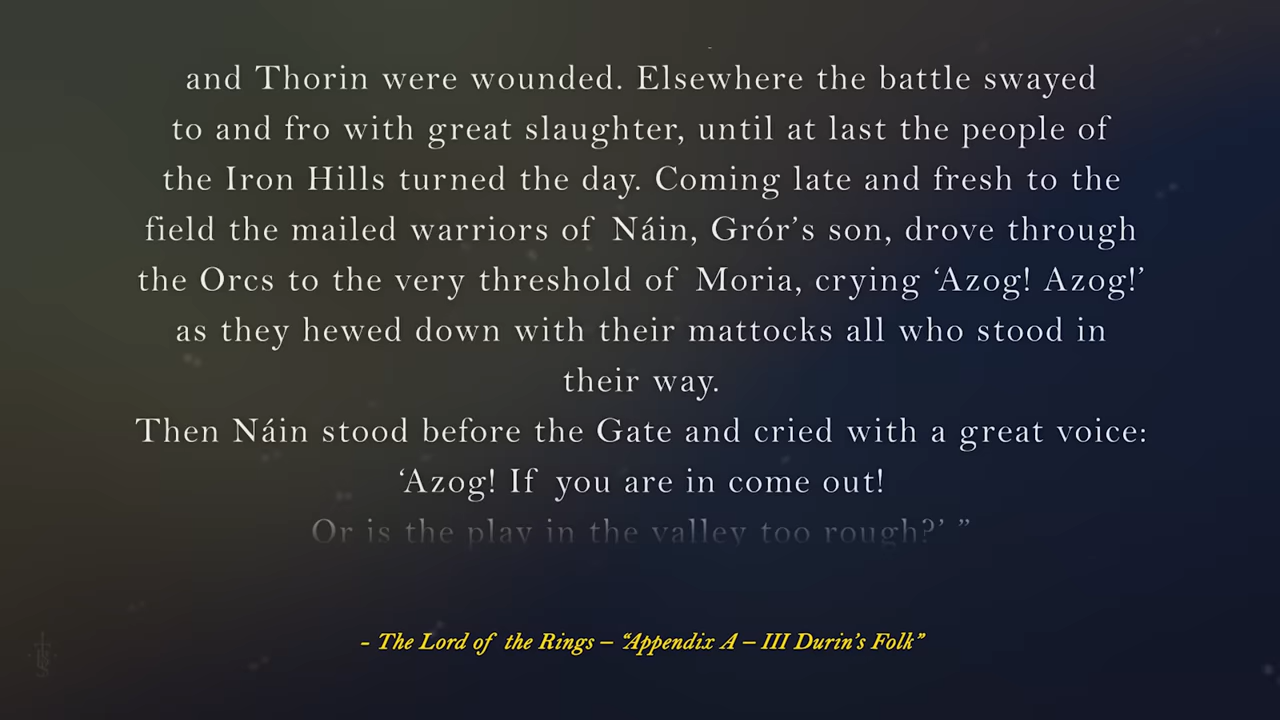 and Thorin were wounded. Elsewhere the battle swayed
to and fro with great slaughter, until at last the people of
the Iron Hills turned the day. Coming late and fresh to the
field the mailed warriors of Náin, Grór’s son, drove through
the Orcs to the very threshold of Moria, crying ‘Azog! Azog!’
as they hewed down with their mattocks all who stood in
their way.
Then Náin stood before the Gate and cried with a great voice:
‘Azog! If you are in come out!
Or is the play in the valley too rough?’ ”
– The Lord of the Rings – “Appendix A – III Durin’s Folk”